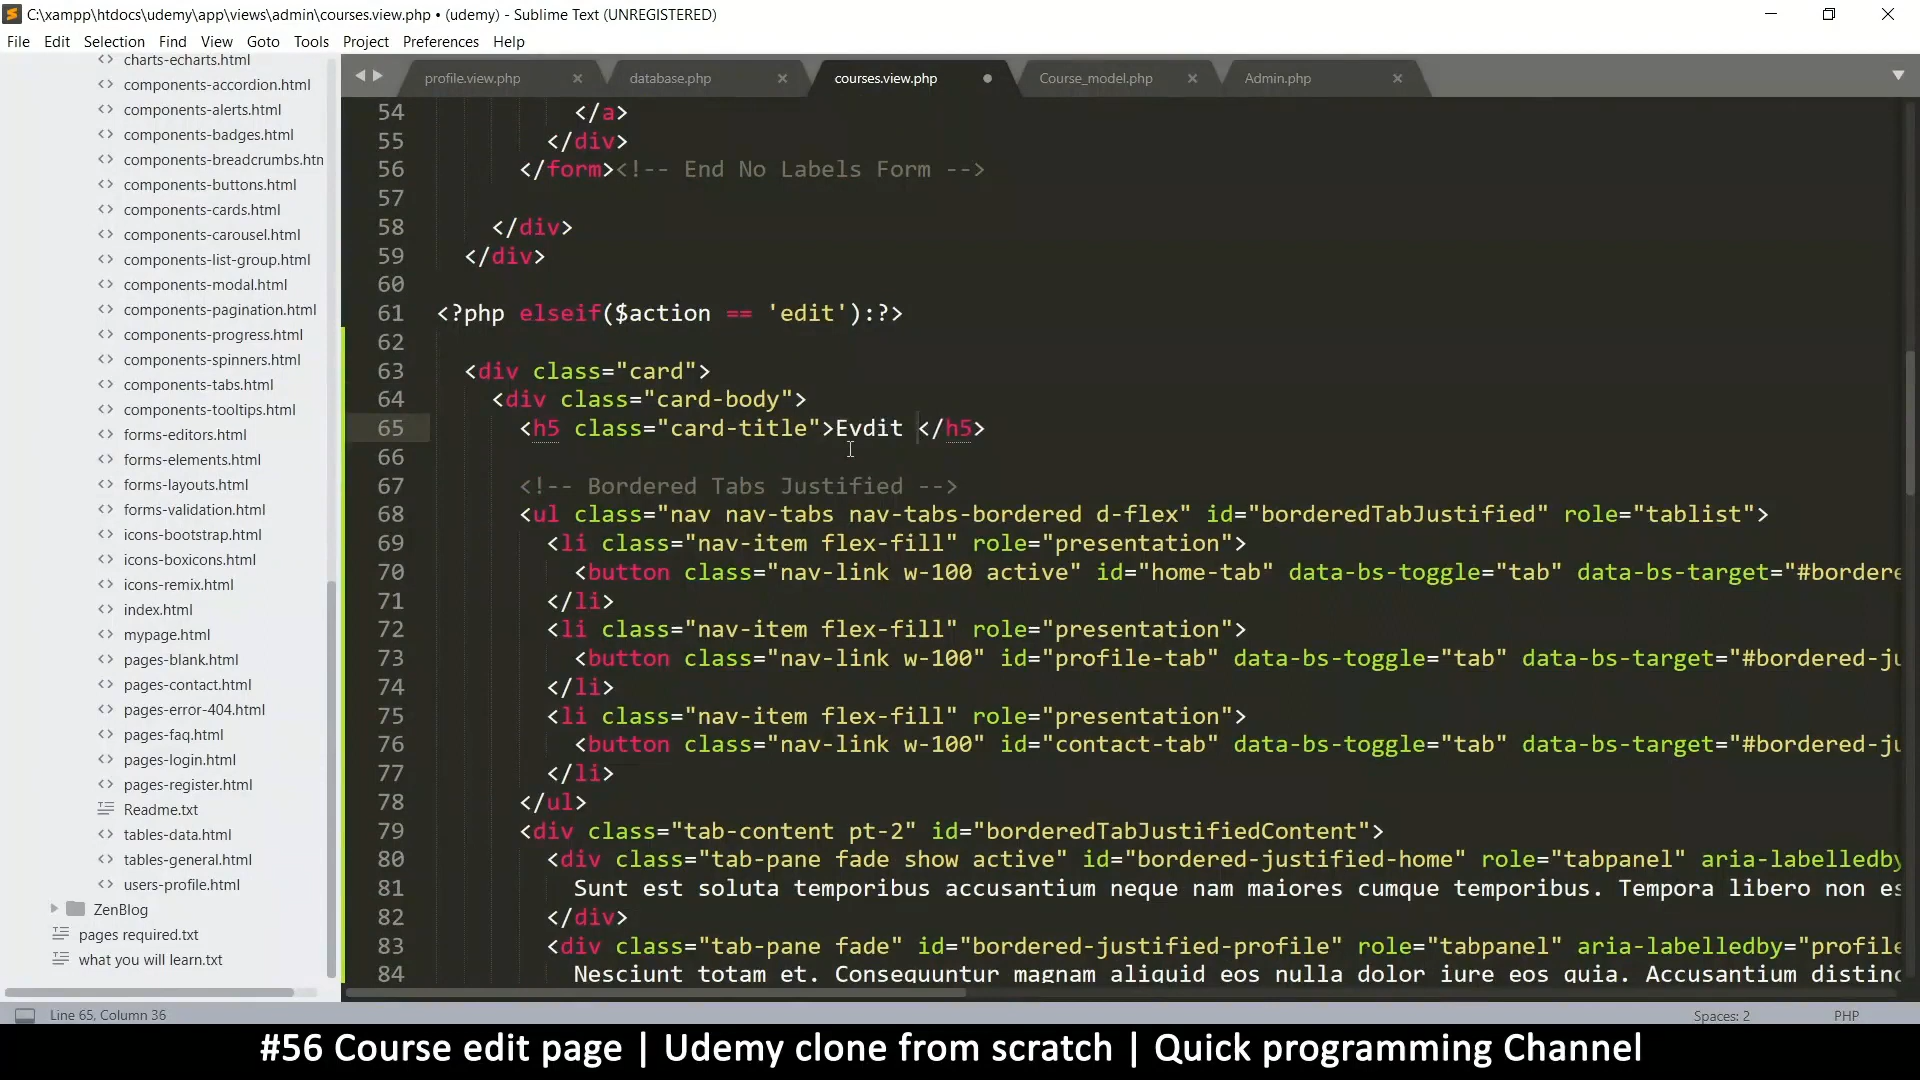 C:\xampp\htdocs\udemy\app\views\admin\courses.view.php • (udemy) - Sublime Text (UNREGISTERED)
File Edit Selection Find View Goto Tools Project Preferences Help
charts-echarts.html
components-accordion.html
components-alerts.html
components-badges.html
components-breadcrumbs.htm
components-buttons.html
components-cards.html
components-carousel.html
components-list-group.html
components-modal.html
components-pagination.html
components-progress.html
components-spinners.html
components-tabs.html
components-tooltips.html
forms-editors.html
forms-elements.html
forms-layouts.html
forms-validation.html
icons-bootstrap.html
icons-boxicons.html
icons-remix.html
index.html
mypage.html
pages-blank.html
pages-contact.html
pages-error-404.html
pages-faq.html
pages-login.html
pages-register.html
Readme.txt
tables-data.html
tables-general.html
users-profile.html
ZenBlog
pages required.txt
what you will learn.txt
profile.view.php database.php courses.view.php Course_model.php Admin.php
54 </a>
55 </div>
56 </form><!-- End No Labels Form -->
57
58 </div>
59 </div>
60
61 <?php elseif($action == 'edit'):?>
62
63 <div class="card">
64 <div class="card-body">
65 <h5 class="card-title">Evdit </h5>
66
67 <!-- Bordered Tabs Justified -->
68 <ul class="nav nav-tabs nav-tabs-bordered d-flex" id="borderedTabJustified" role="tablist">
69 <li class="nav-item flex-fill" role="presentation">
70 <button class="nav-link w-100 active" id="home-tab" data-bs-toggle="tab" data-bs-target="#bordere
71 </li>
72 <li class="nav-item flex-fill" role="presentation">
73 <button class="nav-link w-100" id="profile-tab" data-bs-toggle="tab" data-bs-target="#bordered-ju
74 </li>
75 <li class="nav-item flex-fill" role="presentation">
76 <button class="nav-link w-100" id="contact-tab" data-bs-toggle="tab" data-bs-target="#bordered-ju
77 </li>
78 </ul>
79 <div class="tab-content pt-2" id="borderedTabJustifiedContent">
80 <div class="tab-pane fade show active" id="bordered-justified-home" role="tabpanel" aria-labelledby
81 Sunt est soluta temporibus accusantium neque nam maiores cumque temporibus. Tempora libero non es
82 </div>
83 <div class="tab-pane fade" id="bordered-justified-profile" role="tabpanel" aria-labelledby="profile
84 Nesciunt totam et. Consequuntur magnam aliquid eos nulla dolor iure eos quia. Accusantium distinc
Line 65, Column 36 Spaces: 2 PHP
#56 Course edit page | Udemy clone from scratch | Quick programming Channel